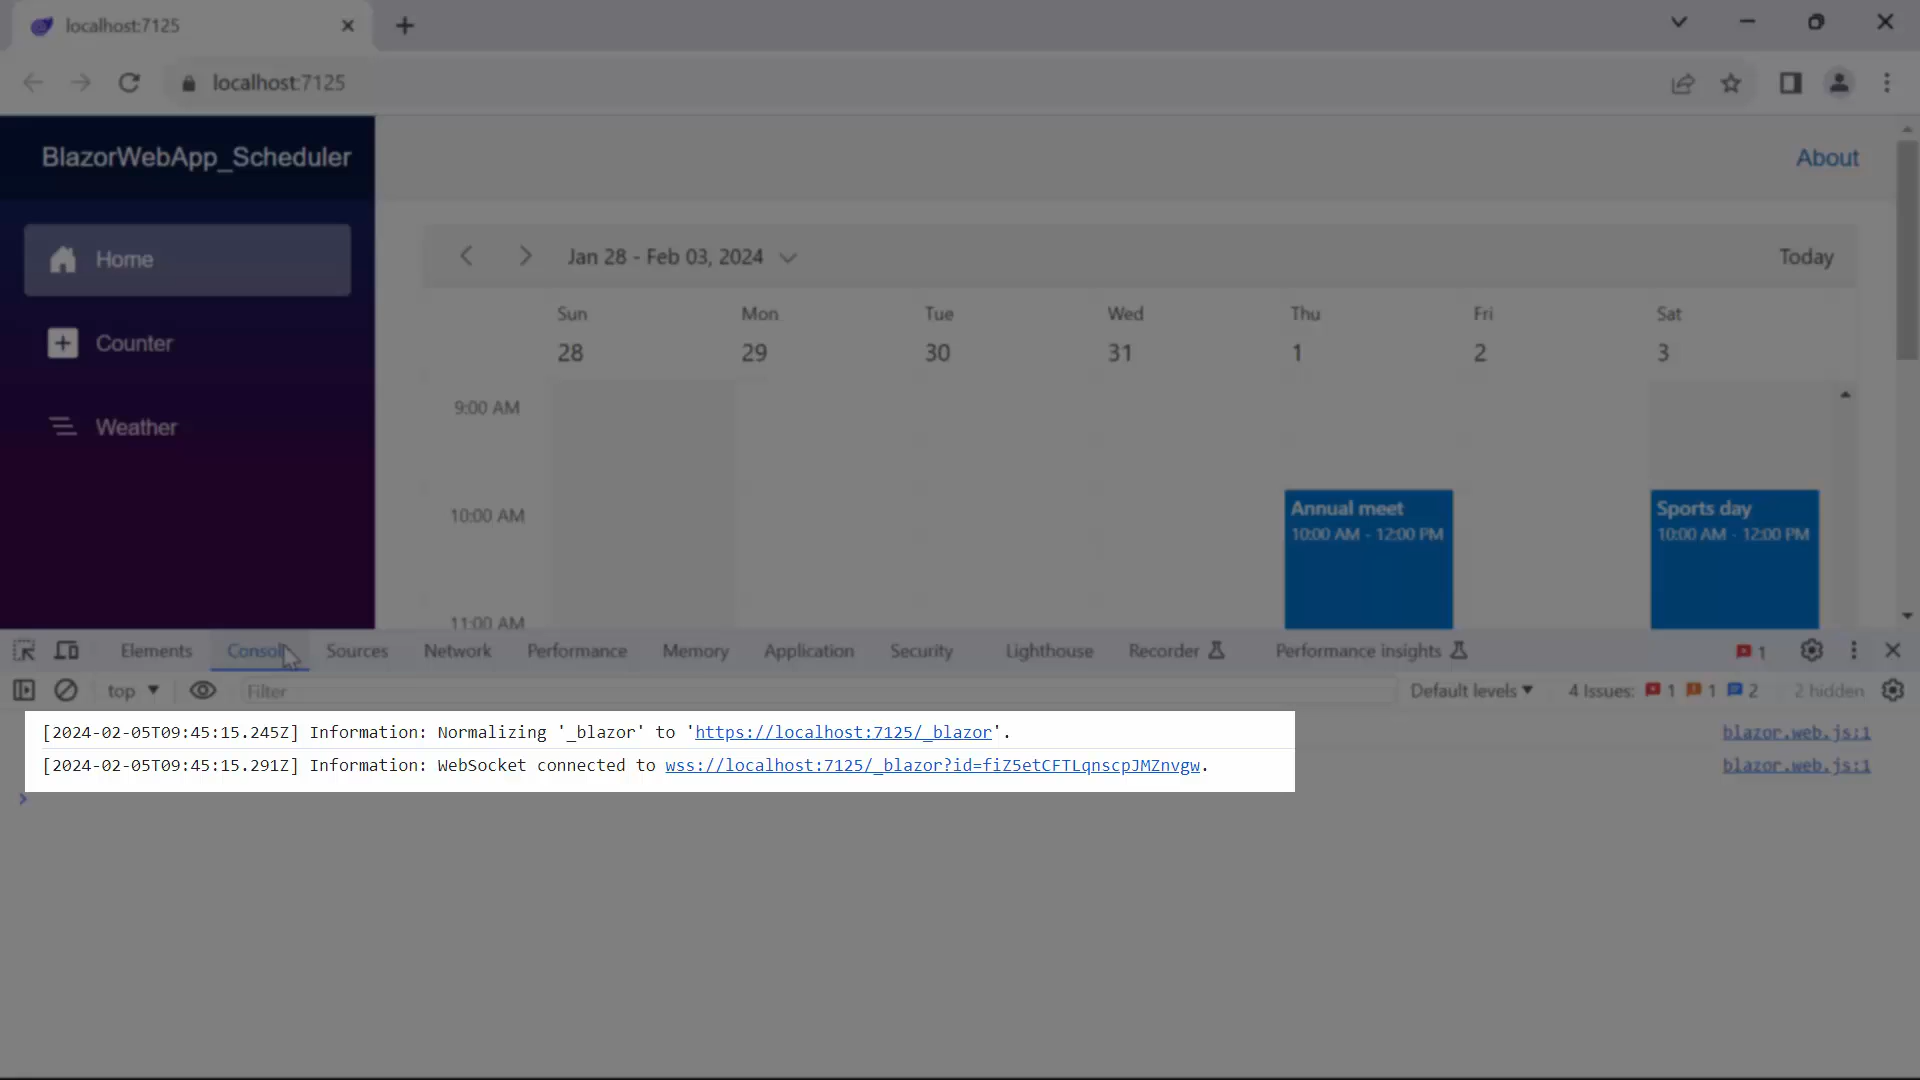 localhost:7125
localhost:7125
BlazorWebApp_Scheduler
About
Home
Counter
Weather
Jan 28 - Feb 03, 2024
Today
Sun Mon Tue Wed Thu Fri Sat
28 29 30 31 1 2 3
9:00 AM
10:00 AM
11:00 AM
Annual meet
10:00 AM - 12:00 PM
Sports day
10:00 AM - 12:00 PM
Elements Console Sources Network Performance Memory Application Security Lighthouse Recorder Performance insights 1
top Filter Default levels 4 Issues: 1 1 2 2 hidden
[2024-02-05T09:45:15.245Z] Information: Normalizing '_blazor' to 'https://localhost:7125/_blazor'. blazor.web.js:1
[2024-02-05T09:45:15.291Z] Information: WebSocket connected to wss://localhost:7125/_blazor?id=fiZ5etCFTLqnscpJMZnvgw. blazor.web.js:1